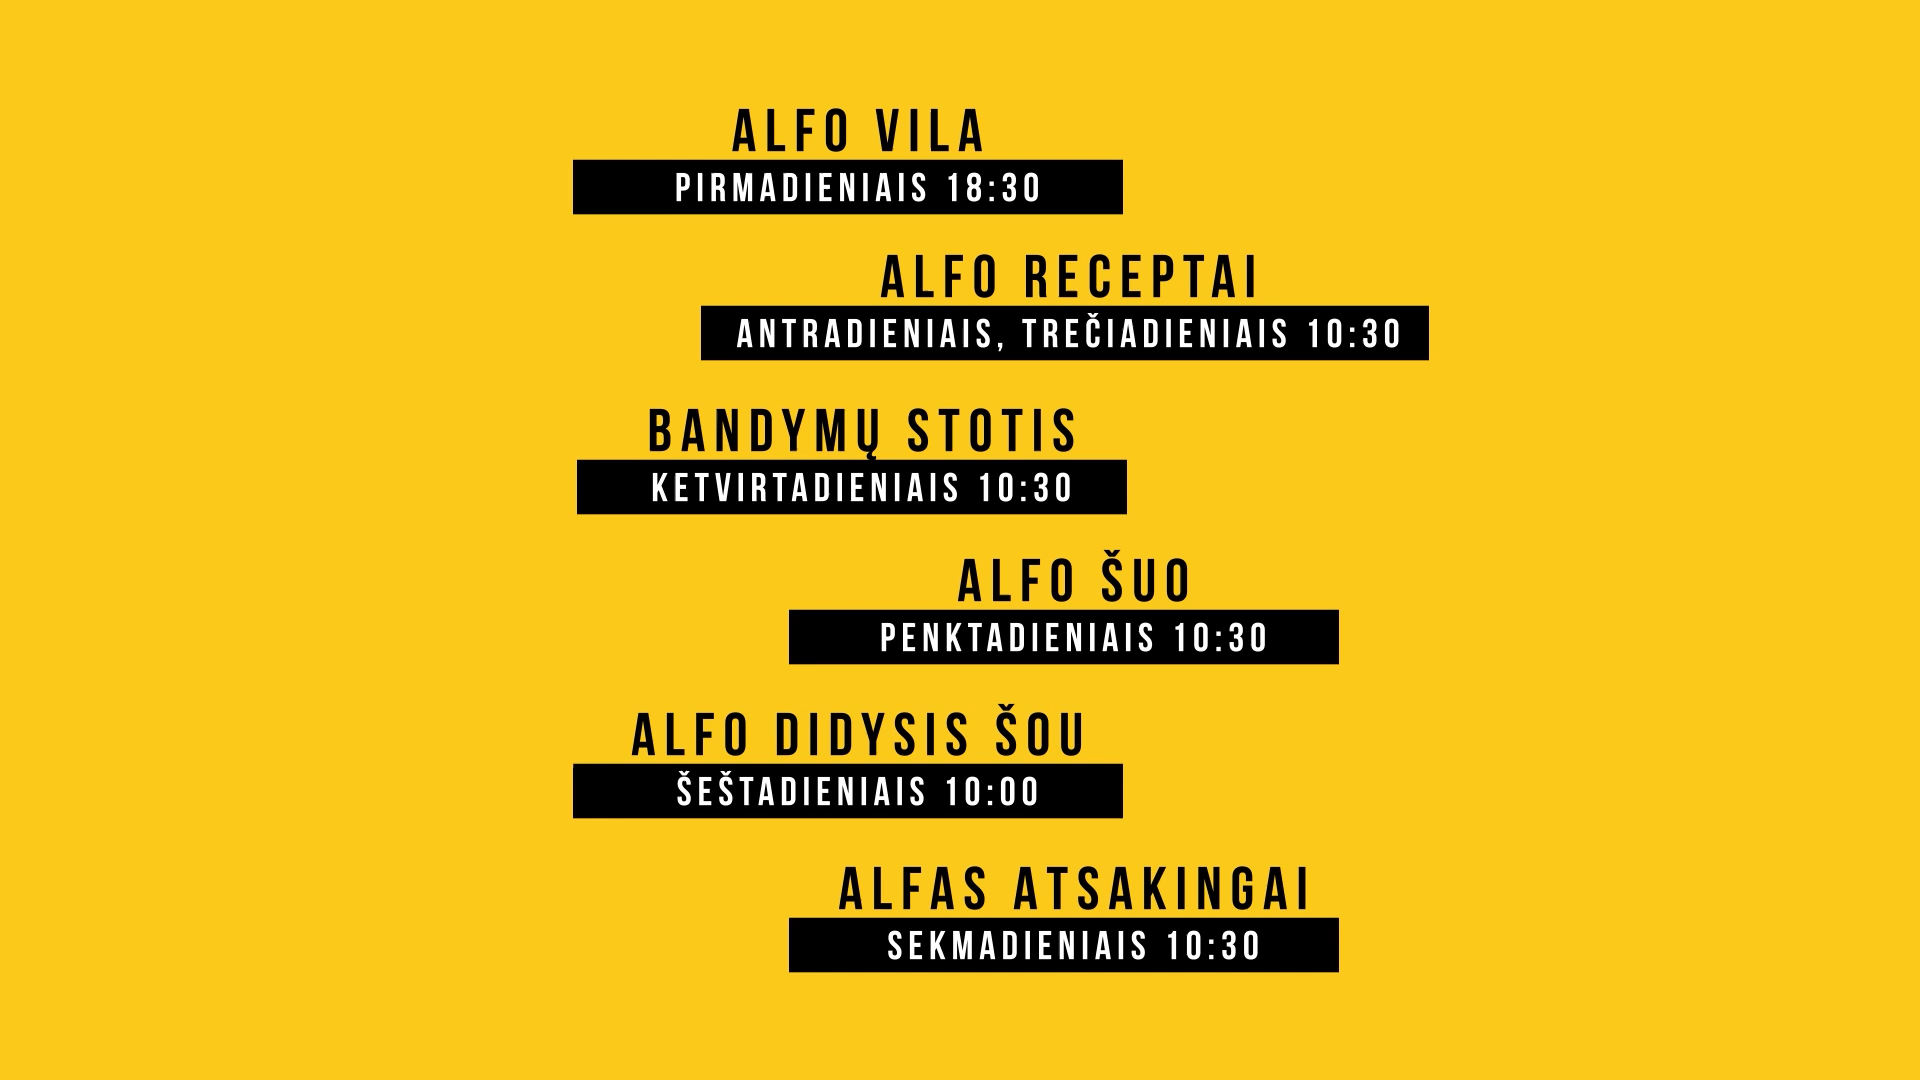 ALFO VILA
PIRMADIENIAIS 18:30
ALFO RECEPTAI
ANTRADIENIAIS, TREČIADIENIAIS 10:30
BANDYMŲ STOTIS
KETVIRTADIENIAIS 10:30
ALFO ŠUO
PENKTADIENIAIS 10:30
ALFO DIDYSIS ŠOU
ŠEŠTADIENIAIS 10:00
ALFAS ATSAKINGAI
SEKMADIENIAIS 10:30